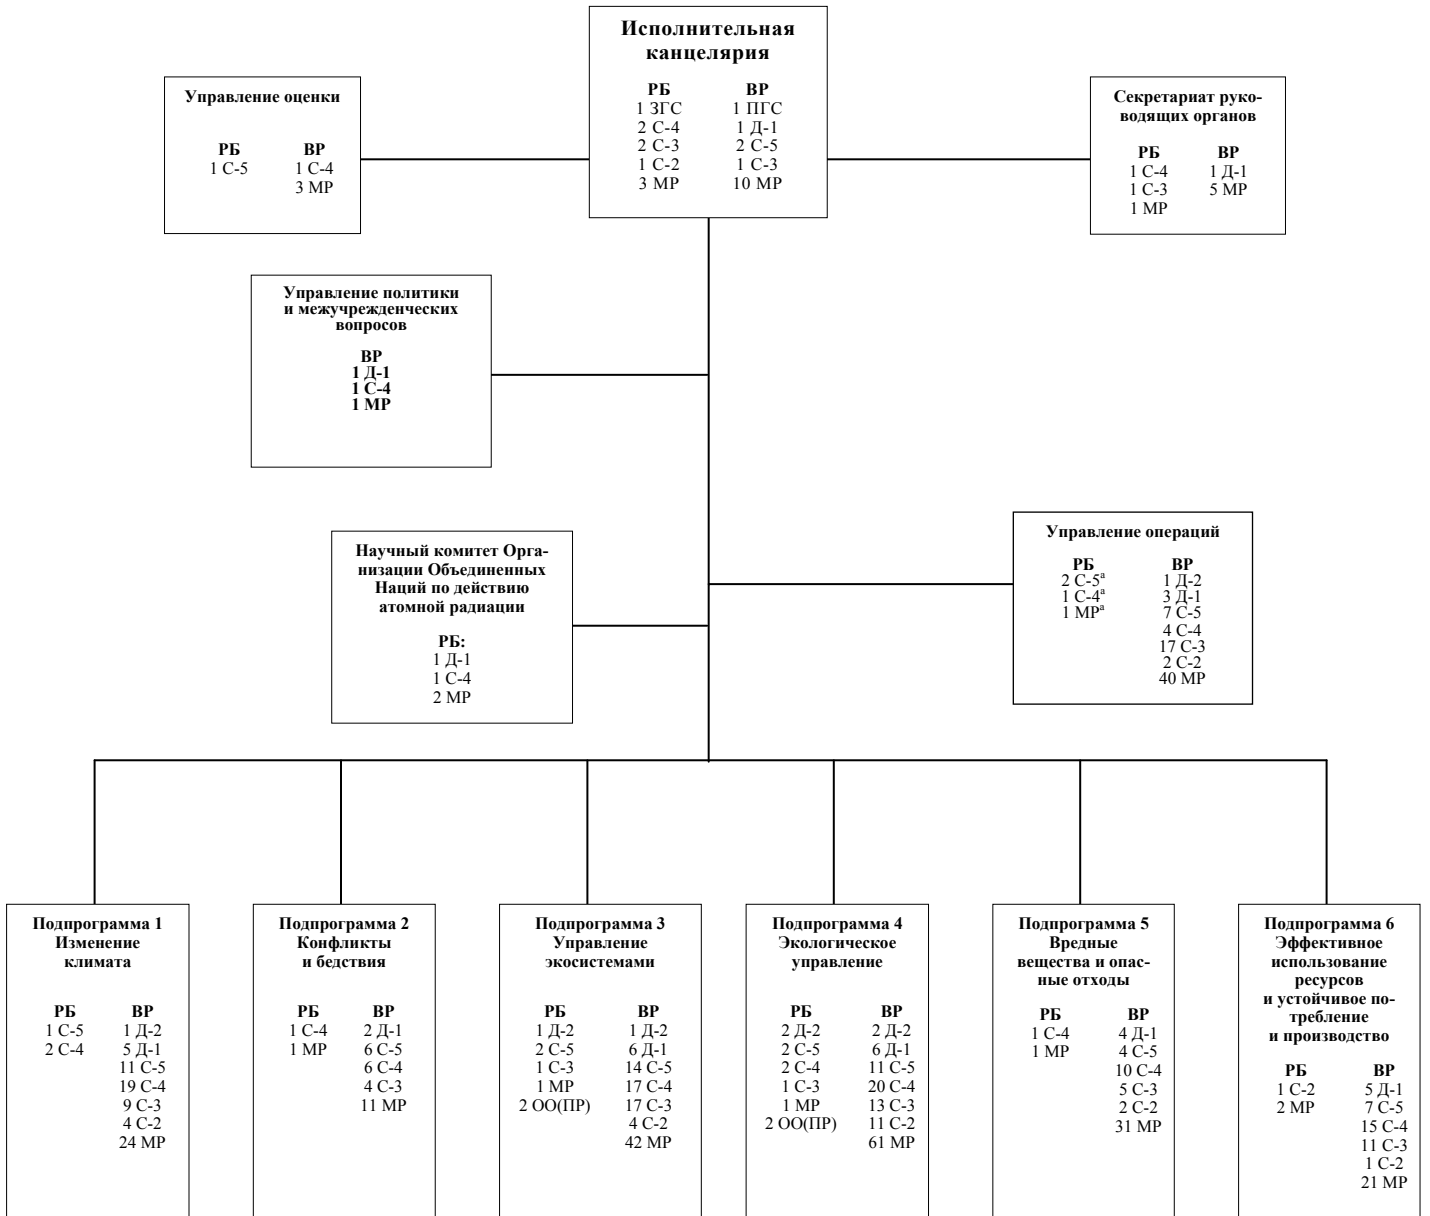 Исполнительная
канцелярия
РБ ВР
1 ЗГС 1 ПГС
2 С-4 1 Д-1
2 С-3 2 С-5
1 С-2 1 С-3
3 МР 10 МР
Управление оценки
РБ ВР
1 С-5 1 С-4
3 МР
Секретариат руко-
водящих органов
РБ ВР
1 С-4 1 Д-1
1 С-3 5 МР
1 МР
Управление политики
и межучрежденческих
вопросов
ВР
1 Д-1
1 С-4
1 МР
Научный комитет Орга-
низации Объединенных
Наций по действию
атомной радиации
РБ:
1 Д-1
1 С-4
2 МР
Управление операций
РБ ВР
2 С-5ᵃ 1 Д-2
1 С-4ᵃ 3 Д-1
1 МРᵃ 7 С-5
4 С-4
17 С-3
2 С-2
40 МР
Подпрограмма 1
Изменение
климата
РБ ВР
1 С-5 1 Д-2
2 С-4 5 Д-1
11 С-5
19 С-4
9 С-3
4 С-2
24 МР
Подпрограмма 2
Конфликты
и бедствия
РБ ВР
1 С-4 2 Д-1
1 МР 6 С-5
6 С-4
4 С-3
11 МР
Подпрограмма 3
Управление
экосистемами
РБ ВР
1 Д-2 1 Д-2
2 С-5 6 Д-1
1 С-3 14 С-5
1 МР 17 С-4
2 ОО(ПР) 17 С-3
4 С-2
42 МР
Подпрограмма 4
Экологическое
управление
РБ ВР
2 Д-2 2 Д-2
2 С-5 6 Д-1
2 С-4 11 С-5
1 С-3 20 С-4
1 МР 13 С-3
2 ОО(ПР) 11 С-2
61 МР
Подпрограмма 5
Вредные
вещества и опас-
ные отходы
РБ ВР
1 С-4 4 Д-1
1 МР 4 С-5
10 С-4
5 С-3
2 С-2
31 МР
Подпрограмма 6
Эффективное
использование
ресурсов
и устойчивое по-
требление
и производство
РБ ВР
1 С-2 5 Д-1
2 МР 7 С-5
15 С-4
11 С-3
1 С-2
21 МР